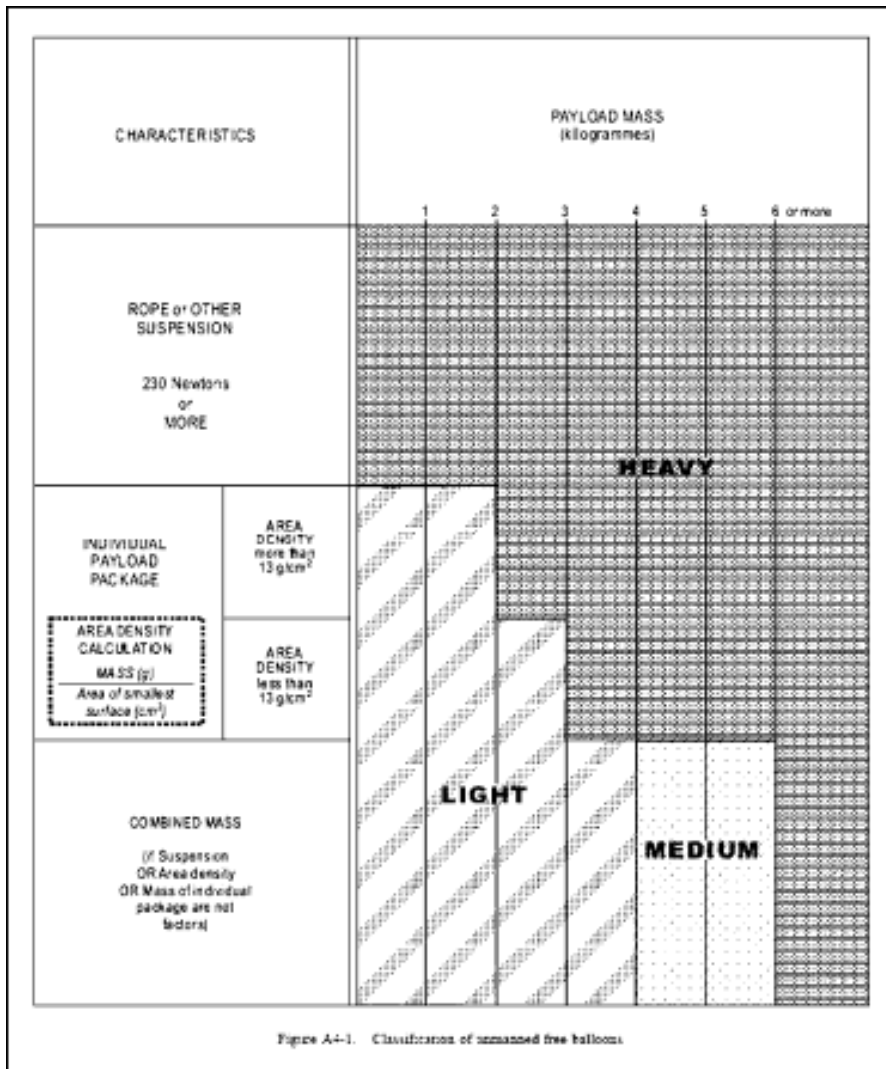 CHARACTERISTICS
PAYLOAD MASS
(kilogrammes)
1 2 3 4 5 6 or more
ROPE or OTHER
SUSPENSION
230 Newtons
or
MORE
HEAVY
INDIVIDUAL
PAYLOAD
PACKAGE
AREA
DENSITY
more than
13 g/cm²
AREA DENSITY
CALCULATION
MASS (g)
Area of smallest
surface (cm²)
AREA
DENSITY
less than
13 g/cm²
LIGHT
MEDIUM
COMBINED MASS
(if Suspension
OR Area density
OR Mass of individual
package are not
factors)
Figure A4-1. Classification of unmanned free balloons